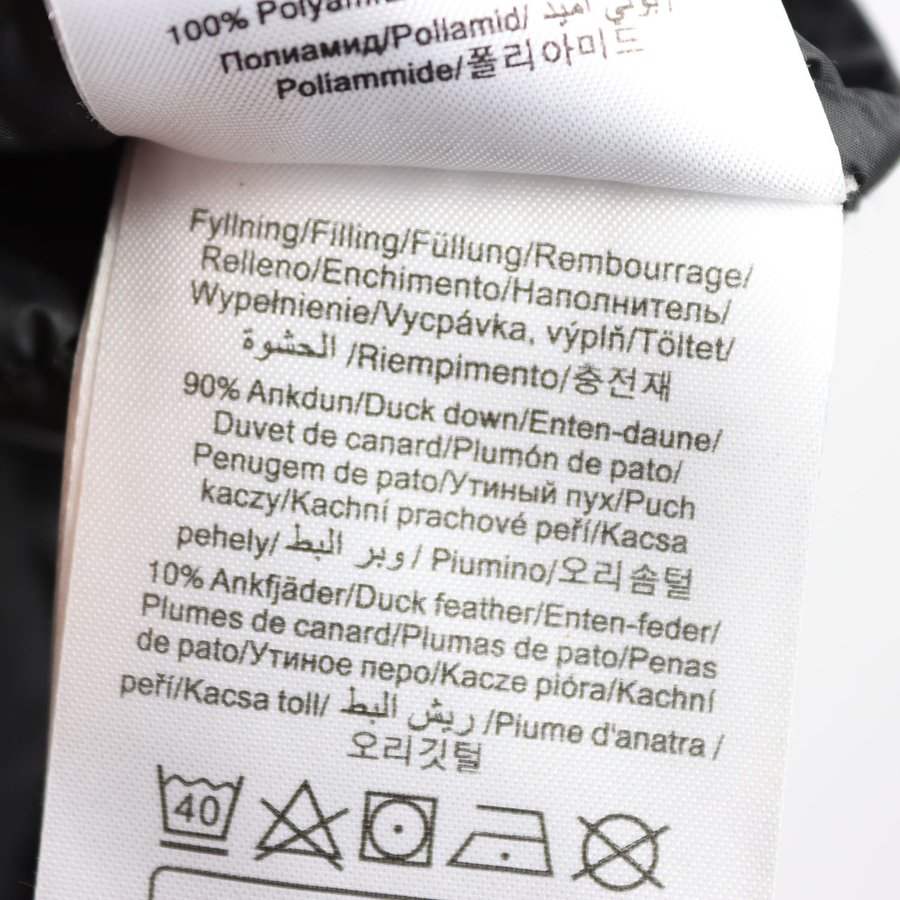 100%
Полиамид/Poliamid/
Poliammide/폴리아미드
Fyllning/Filling/Füllung/Rembourrage/
Relleno/Enchimento/Наполнитель/
Wypełnienie/Vycpávka, výplň/Töltet/
الحشوة /Riempimento/충전재
90% Ankdun/Duck down/Enten-daune/
Duvet de canard/Plumón de pato/
Penugem de pato/Утиный пух/Puch
kaczy/Kachní prachové peří/Kacsa
pehely/ وبر البط / Piumino/오리솜털
10% Ankfjäder/Duck feather/Enten-feder/
Plumes de canard/Plumas de pato/Penas
de pato/Утиное перо/Kacze pióra/Kachní
peří/Kacsa toll/ ريش البط /Piume d'anatra /
오리깃털
40